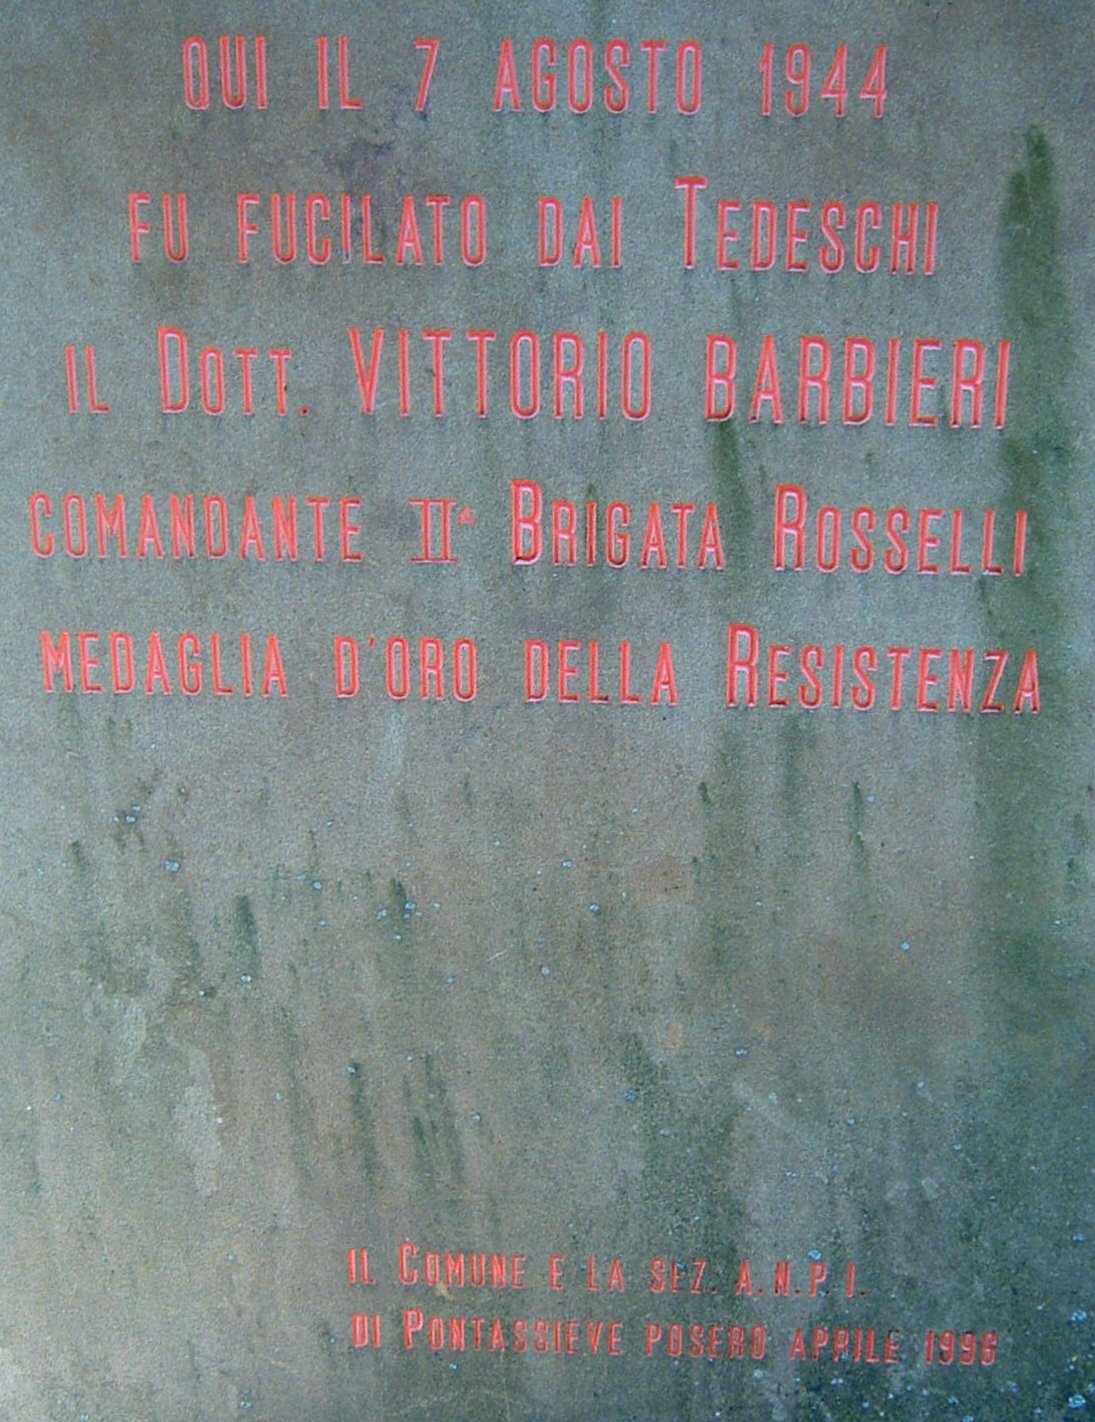 QUI IL 7 AGOSTO 1944
FU FUCILATO DAI TEDESCHI
IL DOTT. VITTORIO BARBIERI
COMANDANTE IIª BRIGATA ROSSELLI
MEDAGLIA D'ORO DELLA RESISTENZA
IL COMUNE E LA SEZ. A.N.P.I.
DI PONTASSIEVE POSERO APRILE 1996